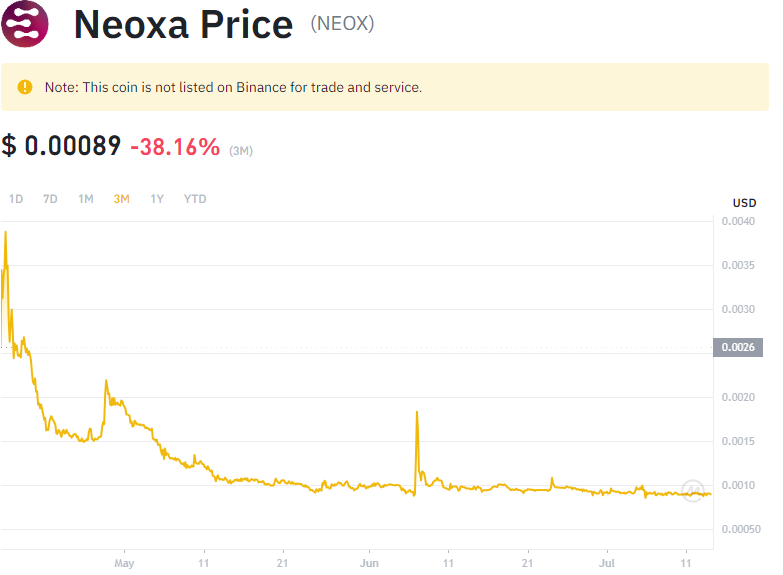 Neoxa Price (NEOX)
Note: This coin is not listed on Binance for trade and service.
$ 0.00089 -38.16% (3M)
1D 7D 1M 3M 1Y YTD
USD
0.0040
0.0035
0.0030
0.0026
0.0020
0.0015
0.0010
0.00050
May 11 21 Jun 11 21 Jul 11